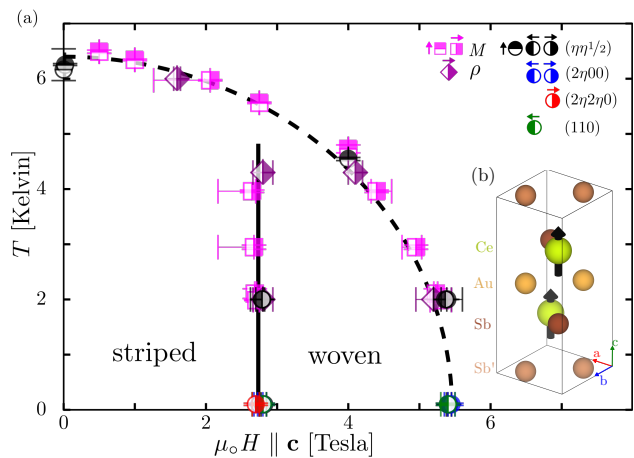 (a)
M
ρ
(ηη1/2)
(2η00)
(2η2η0)
(110)
(b)
Ce
Au
Sb
Sb'
c
a
b
striped
woven
T [Kelvin]
6
4
2
0
0
2
4
6
μ∘H ∥ c [Tesla]